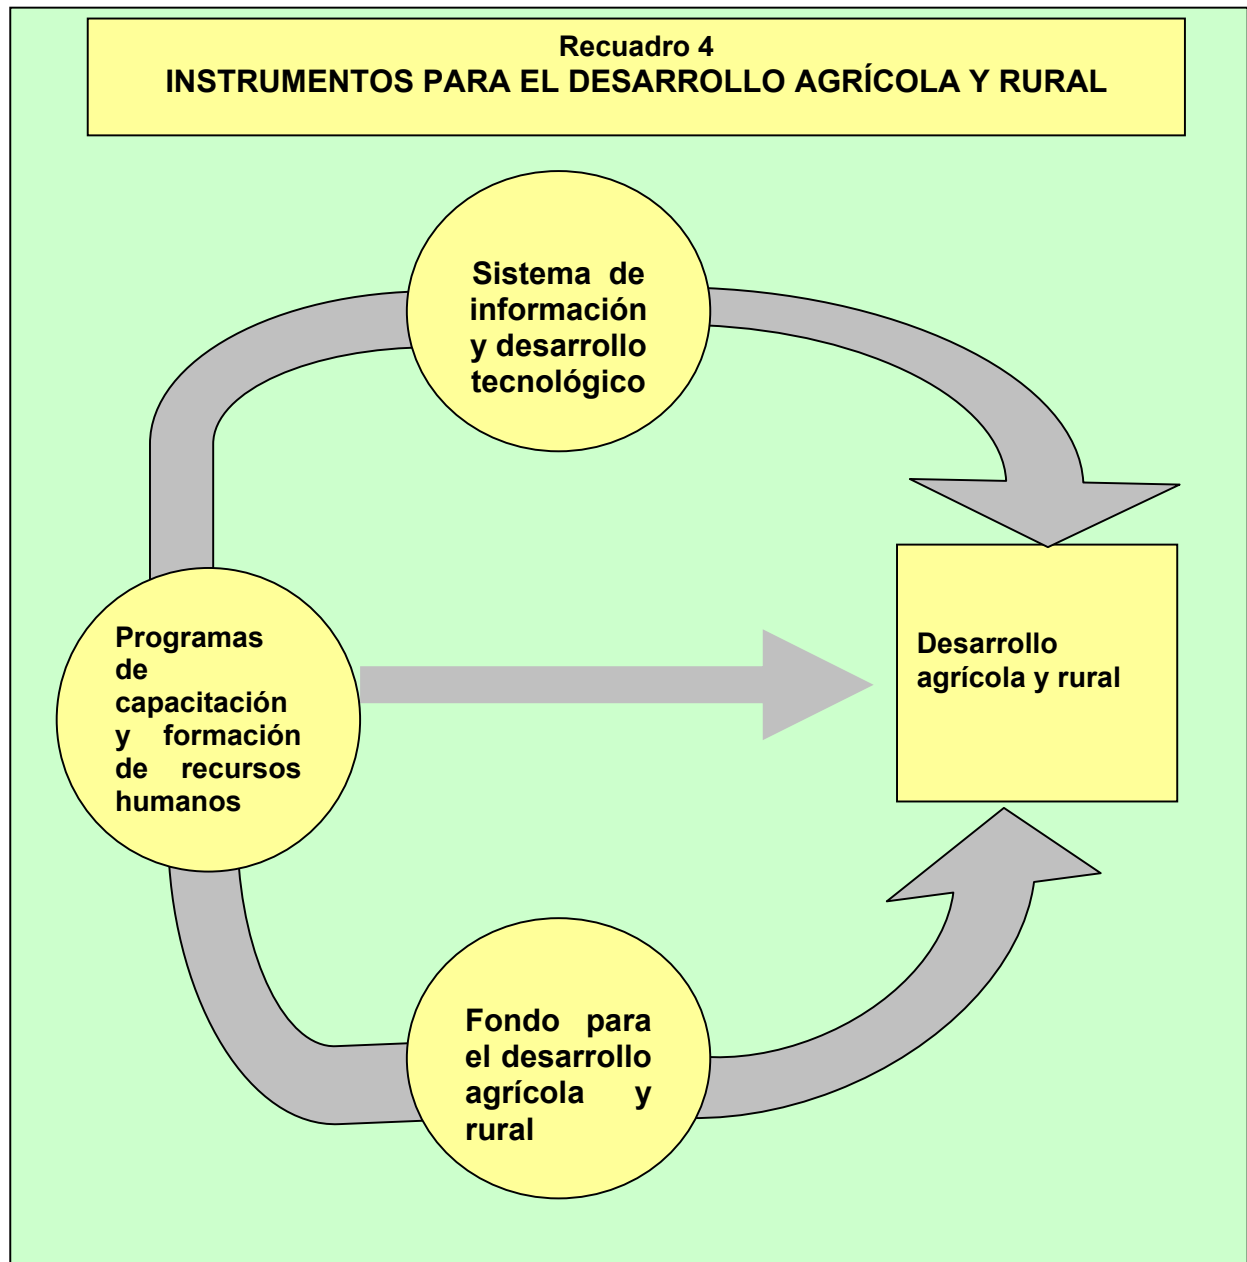 Recuadro 4
INSTRUMENTOS PARA EL DESARROLLO AGRÍCOLA Y RURAL
Sistema de
información
y desarrollo
tecnológico
Programas
de
capacitación
y formación
de recursos
humanos
Desarrollo
agrícola y rural
Fondo para
el desarrollo
agrícola y
rural